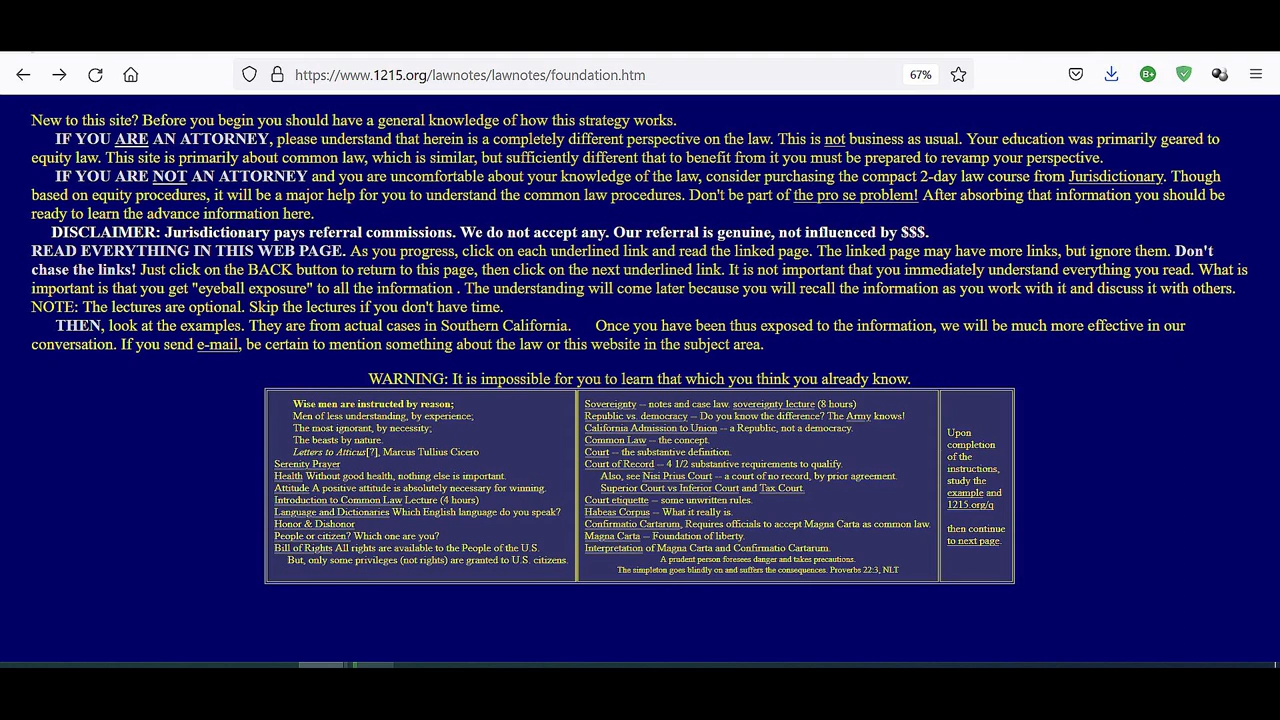 https://www.1215.org/lawnotes/lawnotes/foundation.htm
67%
New to this site? Before you begin you should have a general knowledge of how this strategy works.
IF YOU ARE AN ATTORNEY, please understand that herein is a completely different perspective on the law. This is not business as usual. Your education was primarily geared to
equity law. This site is primarily about common law, which is similar, but sufficiently different that to benefit from it you must be prepared to revamp your perspective.
IF YOU ARE NOT AN ATTORNEY and you are uncomfortable about your knowledge of the law, consider purchasing the compact 2-day law course from Jurisdictionary. Though
based on equity procedures, it will be a major help for you to understand the common law procedures. Don't be part of the pro se problem! After absorbing that information you should be
ready to learn the advance information here.
DISCLAIMER: Jurisdictionary pays referral commissions. We do not accept any. Our referral is genuine, not influenced by $$$.
READ EVERYTHING IN THIS WEB PAGE. As you progress, click on each underlined link and read the linked page. The linked page may have more links, but ignore them. Don't
chase the links! Just click on the BACK button to return to this page, then click on the next underlined link. It is not important that you immediately understand everything you read. What is
important is that you get "eyeball exposure" to all the information . The understanding will come later because you will recall the information as you work with it and discuss it with others.
NOTE: The lectures are optional. Skip the lectures if you don't have time.
THEN, look at the examples. They are from actual cases in Southern California. Once you have been thus exposed to the information, we will be much more effective in our
conversation. If you send e-mail, be certain to mention something about the law or this website in the subject area.
WARNING: It is impossible for you to learn that which you think you already know.
Wise men are instructed by reason;
Men of less understanding, by experience;
The most ignorant, by necessity;
The beasts by nature.
Letters to Atticus[?], Marcus Tullius Cicero
Serenity Prayer
Health Without good health, nothing else is important.
Attitude A positive attitude is absolutely necessary for winning.
Introduction to Common Law Lecture (4 hours)
Language and Dictionaries Which English language do you speak?
Honor & Dishonor
People or citizen? Which one are you?
Bill of Rights All rights are available to the People of the U.S.
But, only some privileges (not rights) are granted to U.S. citizens.
Sovereignty -- notes and case law, sovereignty lecture (8 hours)
Republic vs. democracy -- Do you know the difference? The Army knows!
California Admission to Union -- a Republic, not a democracy.
Common Law -- the concept.
Court -- the substantive definition.
Court of Record -- 4 1/2 substantive requirements to qualify.
Also, see Nisi Prius Court -- a court of no record, by prior agreement.
Superior Court vs Inferior Court and Tax Court.
Court etiquette -- some unwritten rules.
Habeas Corpus -- What it really is.
Confirmatio Cartarum, Requires officials to accept Magna Carta as common law.
Magna Carta -- Foundation of liberty.
Interpretation of Magna Carta and Confirmatio Cartarum.
A prudent person foresees danger and takes precautions.
The simpleton goes blindly on and suffers the consequences. Proverbs 22:3, NLT
Upon
completion
of the
instructions,
study the
example and
1215.org/q
then continue
to next page.